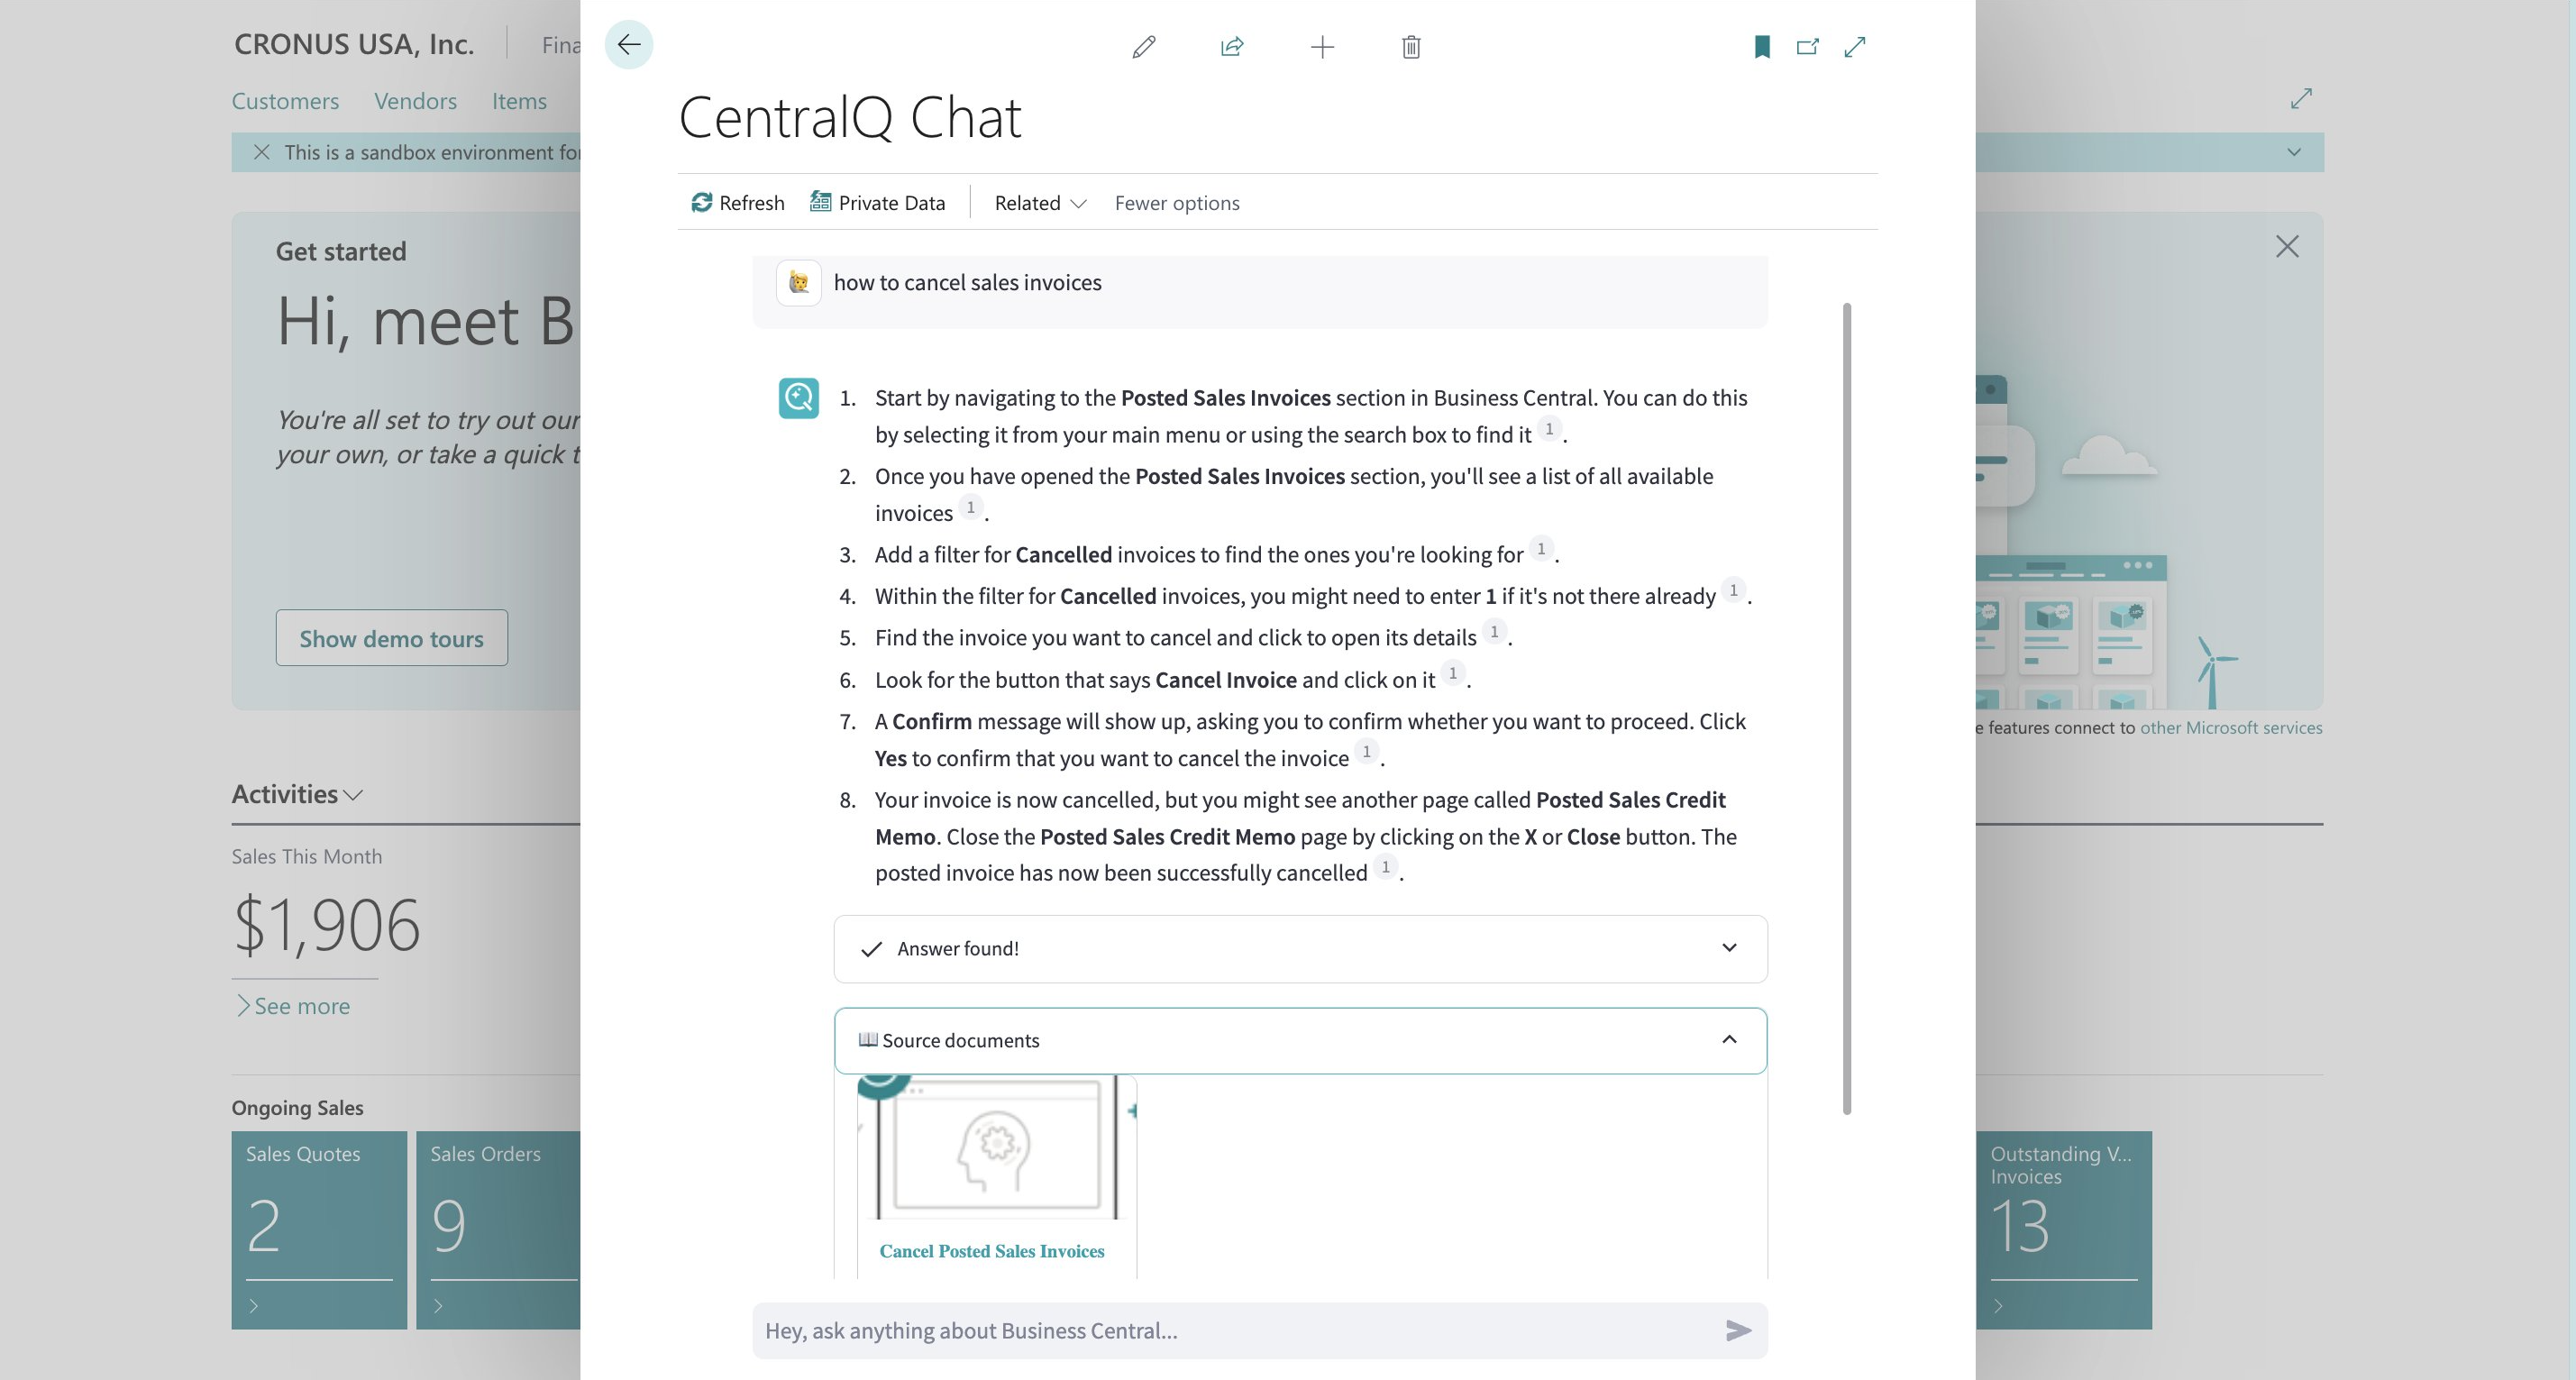 CRONUS USA, Inc.
Fina
Customers Vendors Items
This is a sandbox environment for
Get started
Hi, meet B
You're all set to try out our
your own, or take a quick t
Show demo tours
Activities
Sales This Month
$1,906
See more
Ongoing Sales
Sales Quotes
2
Sales Orders
9
CentralQ Chat
Refresh Private Data Related Fewer options
how to cancel sales invoices
1. Start by navigating to the Posted Sales Invoices section in Business Central. You can do this
by selecting it from your main menu or using the search box to find it 1.
2. Once you have opened the Posted Sales Invoices section, you'll see a list of all available
invoices 1.
3. Add a filter for Cancelled invoices to find the ones you're looking for 1.
4. Within the filter for Cancelled invoices, you might need to enter 1 if it's not there already 1.
5. Find the invoice you want to cancel and click to open its details 1.
6. Look for the button that says Cancel Invoice and click on it 1.
7. A Confirm message will show up, asking you to confirm whether you want to proceed. Click
Yes to confirm that you want to cancel the invoice 1.
8. Your invoice is now cancelled, but you might see another page called Posted Sales Credit
Memo. Close the Posted Sales Credit Memo page by clicking on the X or Close button. The
posted invoice has now been successfully cancelled 1.
Answer found!
Source documents
Cancel Posted Sales Invoices
Hey, ask anything about Business Central...
e features connect to other Microsoft services
Outstanding V...
Invoices
13